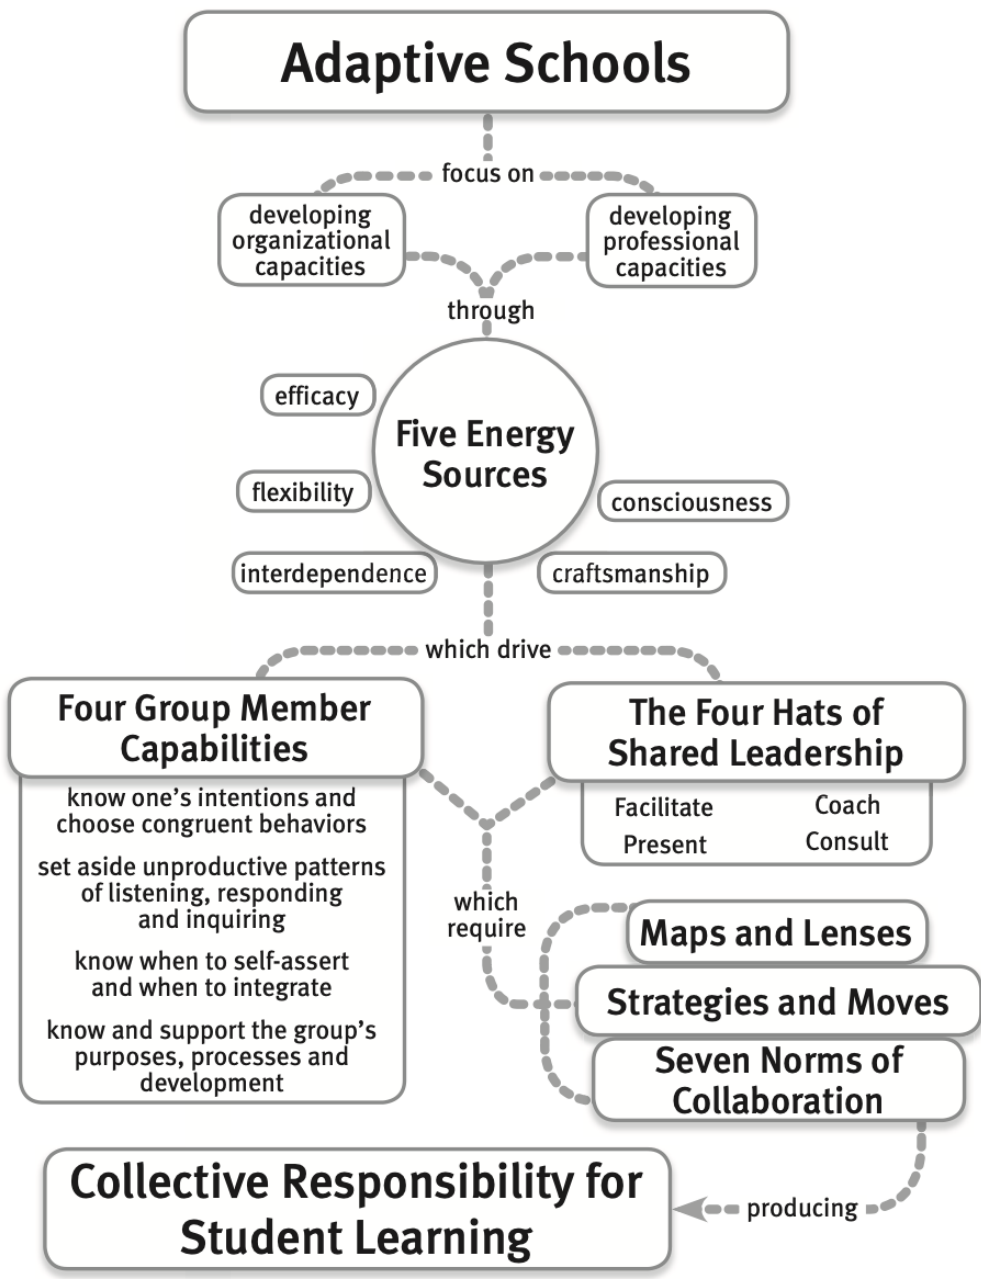 Adaptive Schools
focus on
developing
organizational
capacities
developing
professional
capacities
through
Five Energy
Sources
efficacy
flexibility
interdependence
consciousness
craftsmanship
which drive
Four Group Member
Capabilities
know one's intentions and
choose congruent behaviors
set aside unproductive patterns
of listening, responding
and inquiring
know when to self-assert
and when to integrate
know and support the group's
purposes, processes and
development
The Four Hats of
Shared Leadership
Facilitate Coach
Present Consult
which
require
Maps and Lenses
Strategies and Moves
Seven Norms of
Collaboration
producing
Collective Responsibility for
Student Learning